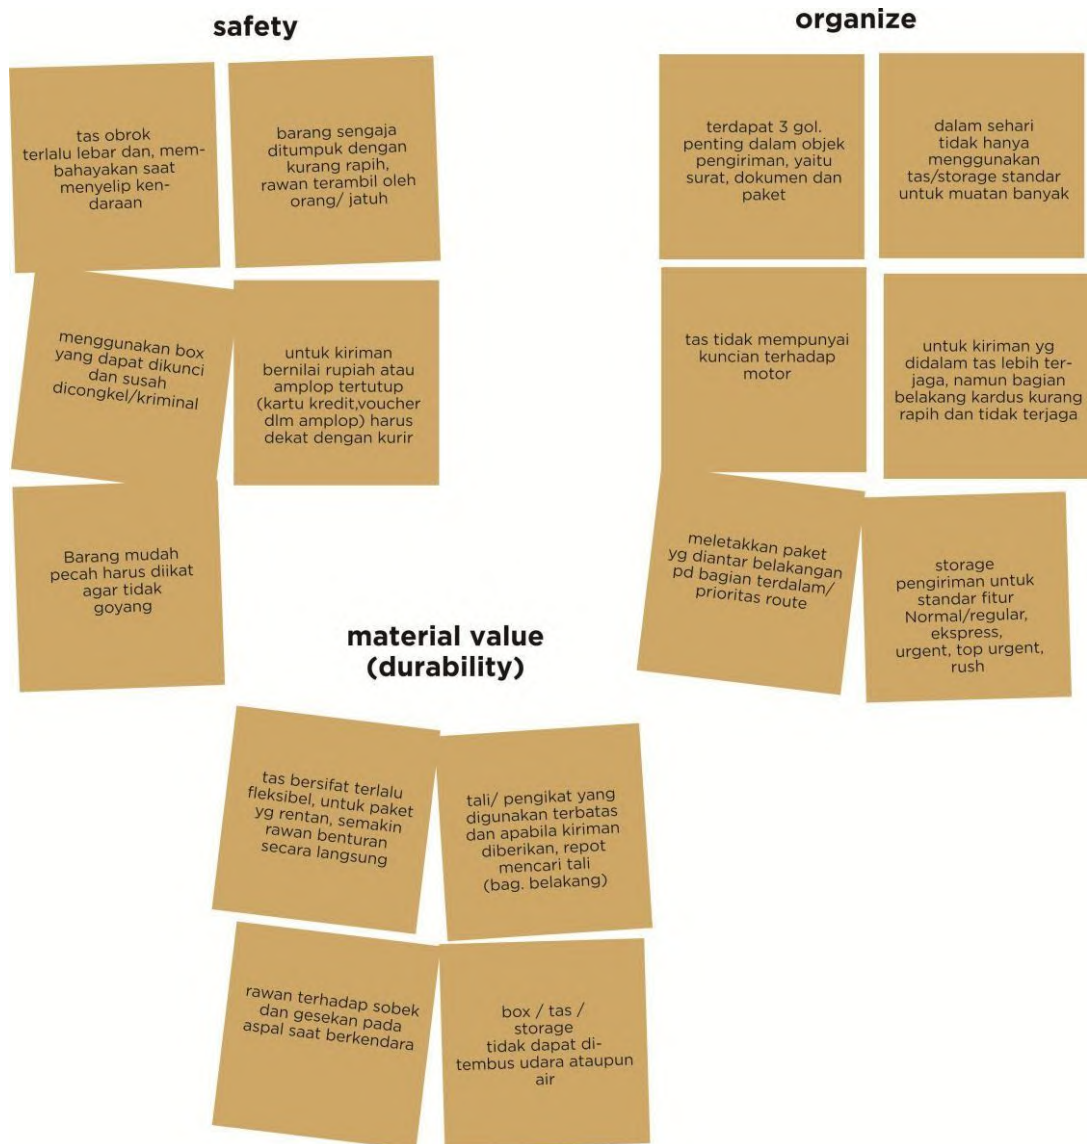 safety
tas obrok
terlalu lebar dan, mem-
bahayakan saat
menyelip ken-
daraan
barang sengaja
ditumpuk dengan
kurang rapih,
rawan terambil oleh
orang/ jatuh
menggunakan box
yang dapat dikunci
dan susah
dicongkel/kriminal
untuk kiriman
bernilai rupiah atau
amplop tertutup
(kartu kredit,voucher
dlm amplop) harus
dekat dengan kurir
Barang mudah
pecah harus diikat
agar tidak
goyang
organize
terdapat 3 gol.
penting dalam objek
pengiriman, yaitu
surat, dokumen dan
paket
dalam sehari
tidak hanya
menggunakan
tas/storage standar
untuk muatan banyak
tas tidak mempunyai
kuncian terhadap
motor
untuk kiriman yg
didalam tas lebih ter-
jaga, namun bagian
belakang kardus kurang
rapih dan tidak terjaga
meletakkan paket
yg diantar belakangan
pd bagian terdalam/
prioritas route
storage
pengiriman untuk
standar fitur
Normal/regular,
ekspress,
urgent, top urgent,
rush
material value
(durability)
tas bersifat terlalu
fleksibel, untuk paket
yg rentan, semakin
rawan benturan
secara langsung
tali/ pengikat yang
digunakan terbatas
dan apabila kiriman
diberikan, repot
mencari tali
(bag. belakang)
rawan terhadap sobek
dan gesekan pada
aspal saat berkendara
box / tas /
storage
tidak dapat di-
tembus udara ataupun
air